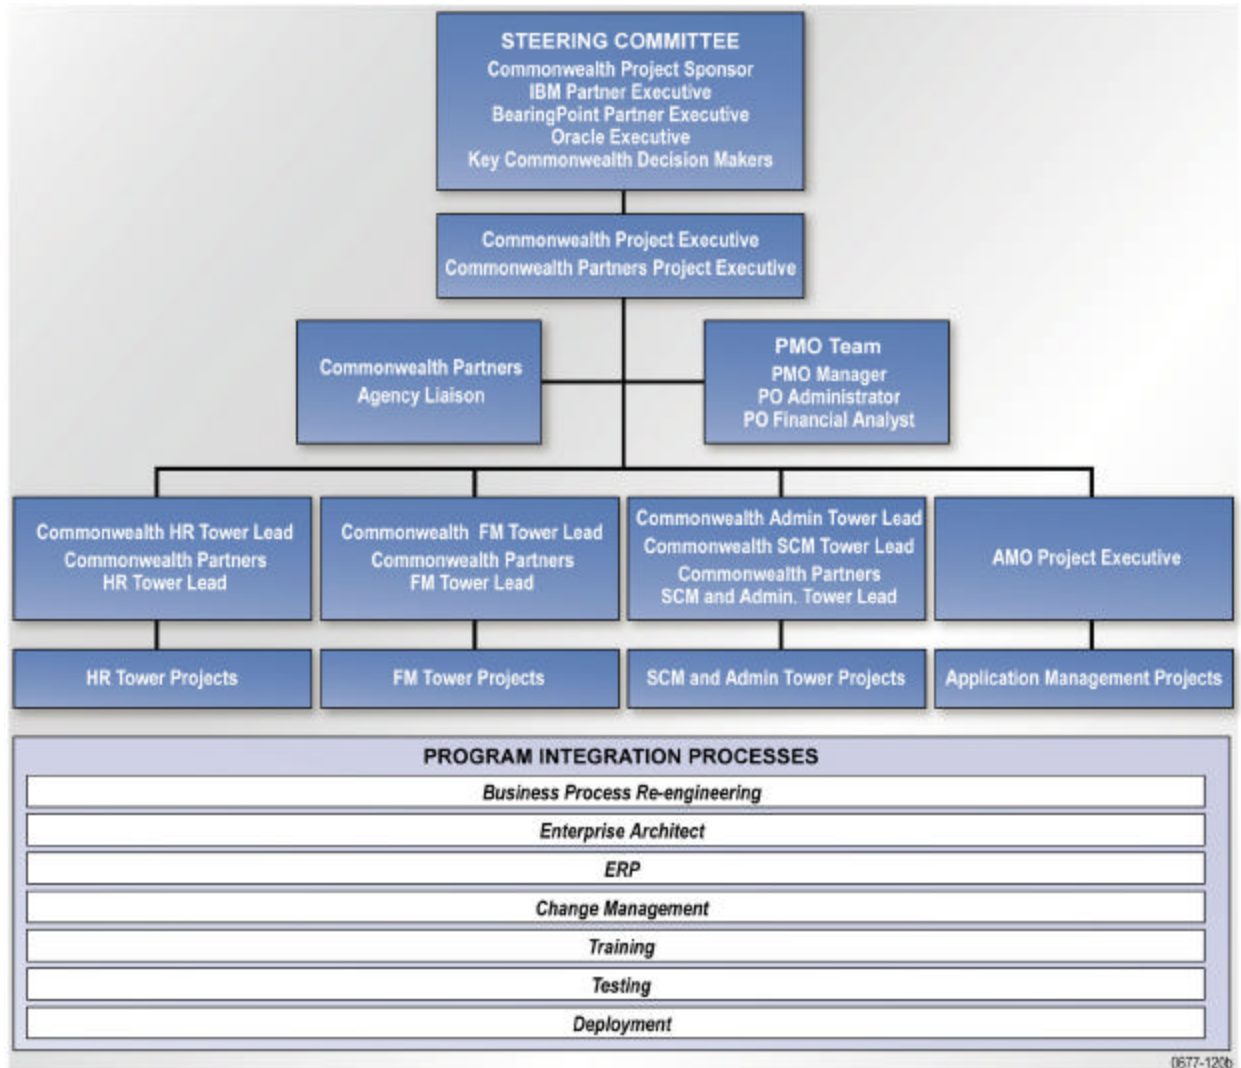 STEERING COMMITTEE
Commonwealth Project Sponsor
IBM Partner Executive
BearingPoint Partner Executive
Oracle Executive
Key Commonwealth Decision Makers
Commonwealth Project Executive
Commonwealth Partners Project Executive
Commonwealth Partners
Agency Liaison
PMO Team
PMO Manager
PO Administrator
PO Financial Analyst
Commonwealth HR Tower Lead
Commonwealth Partners
HR Tower Lead
Commonwealth FM Tower Lead
Commonwealth Partners
FM Tower Lead
Commonwealth Admin Tower Lead
Commonwealth SCM Tower Lead
Commonwealth Partners
SCM and Admin. Tower Lead
AMO Project Executive
HR Tower Projects
FM Tower Projects
SCM and Admin Tower Projects
Application Management Projects
PROGRAM INTEGRATION PROCESSES
Business Process Re-engineering
Enterprise Architect
ERP
Change Management
Training
Testing
Deployment
0677-120b